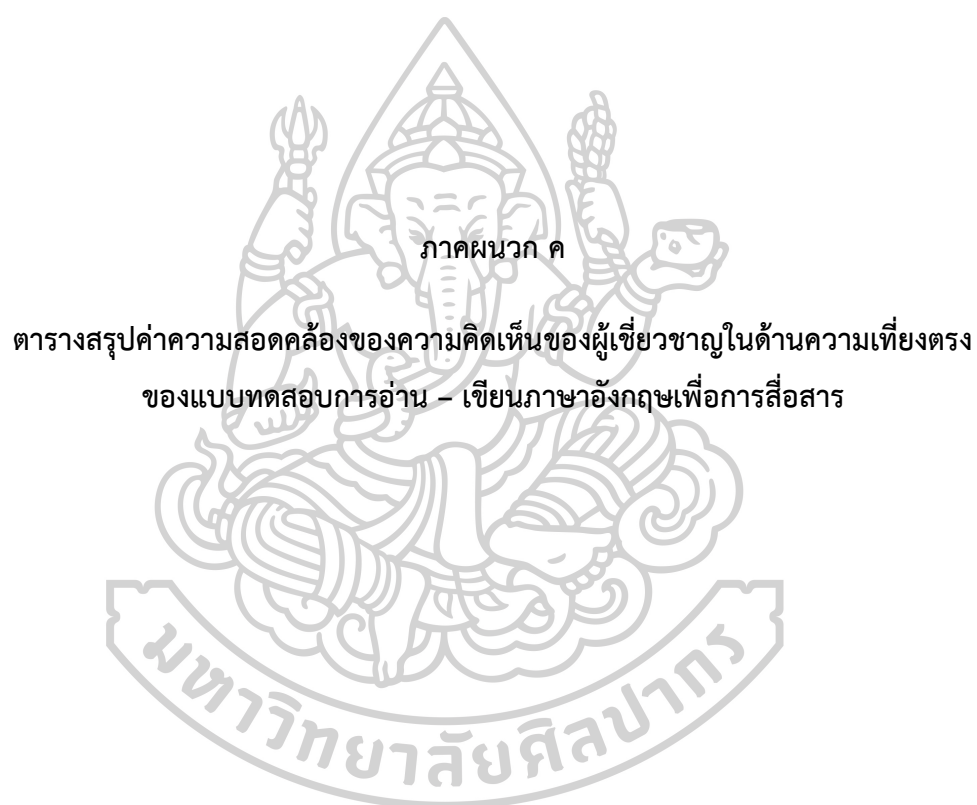 ภาคผนวก ค
ตารางสรุปค่าความสอดคล้องของความคิดเห็นของผู้เชี่ยวชาญในด้านความเที่ยงตรง
ของแบบทดสอบการอ่าน – เขียนภาษาอังกฤษเพื่อการสื่อสาร
มหาวิทยาลัยศิลปากร